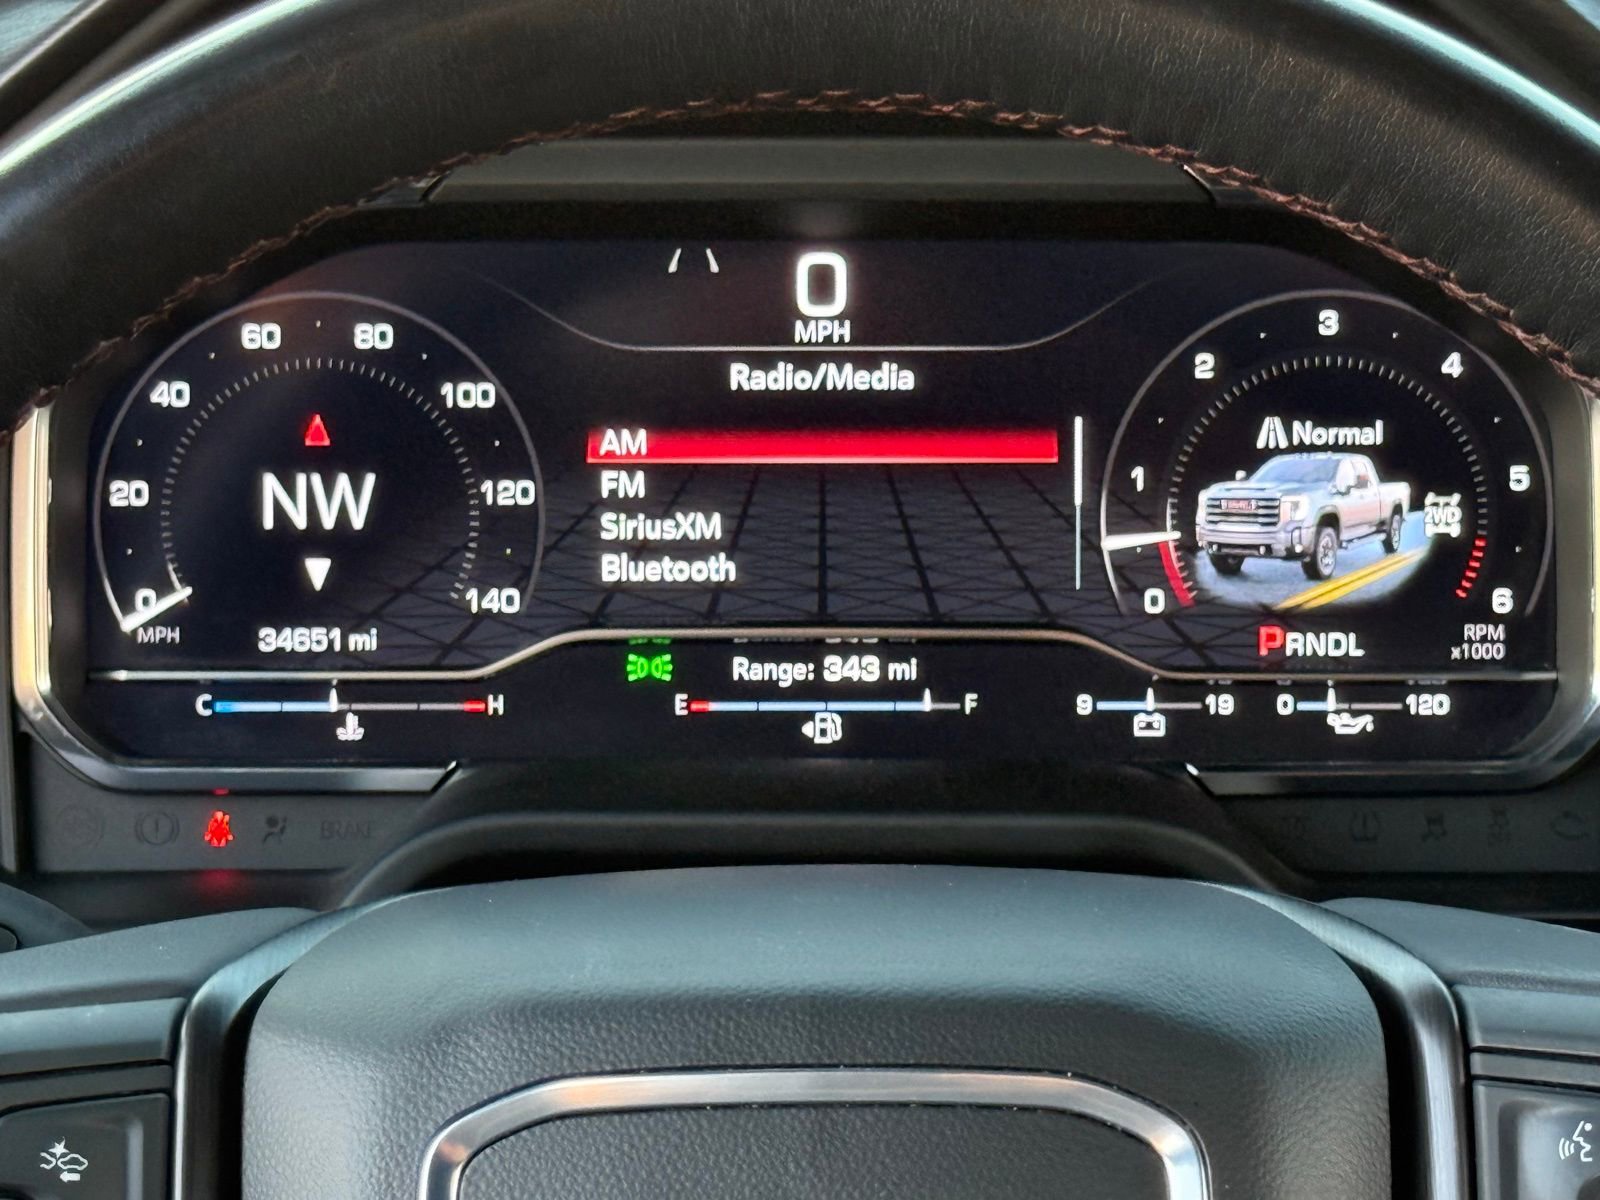 0
MPH
Radio/Media
AM
FM
SiriusXM
Bluetooth
0 20 40 60 80 100 120 140
MPH
NW
34651 mi
0 1 2 3 4 5 6
Normal
GMC
2WD
PRNDL
RPM
x1000
Range: 343 mi
C H
E F
9 19
0 120
BRAKE